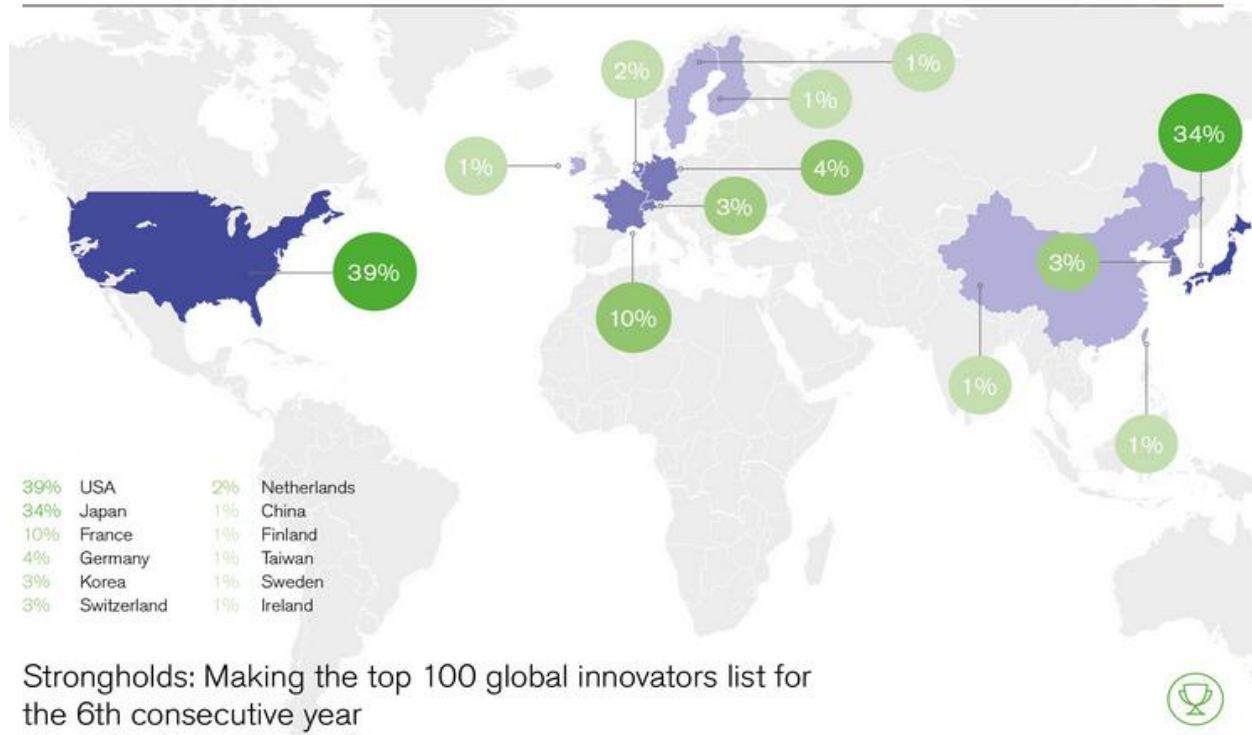 2%
1%
1%
34%
1%
4%
3%
39%
3%
10%
1%
1%
39% USA
34% Japan
10% France
4% Germany
3% Korea
3% Switzerland
2% Netherlands
1% China
1% Finland
1% Taiwan
1% Sweden
1% Ireland
Strongholds: Making the top 100 global innovators list for
the 6th consecutive year